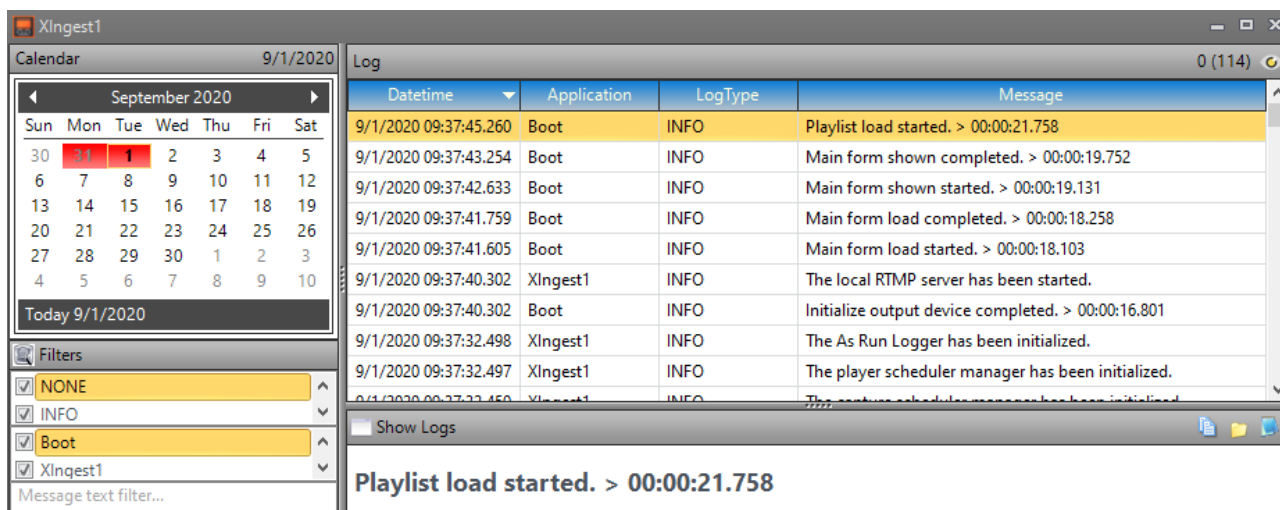 XIngest1
Calendar 9/1/2020
September 2020
Sun Mon Tue Wed Thu Fri Sat
30 31 1 2 3 4 5
6 7 8 9 10 11 12
13 14 15 16 17 18 19
20 21 22 23 24 25 26
27 28 29 30 1 2 3
4 5 6 7 8 9 10
Today 9/1/2020
Filters
NONE
INFO
Boot
XIngest1
Message text filter...
Log 0 (114)
Datetime Application LogType Message
9/1/2020 09:37:45.260 Boot INFO Playlist load started. > 00:00:21.758
9/1/2020 09:37:43.254 Boot INFO Main form shown completed. > 00:00:19.752
9/1/2020 09:37:42.633 Boot INFO Main form shown started. > 00:00:19.131
9/1/2020 09:37:41.759 Boot INFO Main form load completed. > 00:00:18.258
9/1/2020 09:37:41.605 Boot INFO Main form load started. > 00:00:18.103
9/1/2020 09:37:40.302 XIngest1 INFO The local RTMP server has been started.
9/1/2020 09:37:40.302 Boot INFO Initialize output device completed. > 00:00:16.801
9/1/2020 09:37:32.498 XIngest1 INFO The As Run Logger has been initialized.
9/1/2020 09:37:32.497 XIngest1 INFO The player scheduler manager has been initialized.
XIngest1 INFO The capture scheduler manager has been initialized.
Show Logs
Playlist load started. > 00:00:21.758